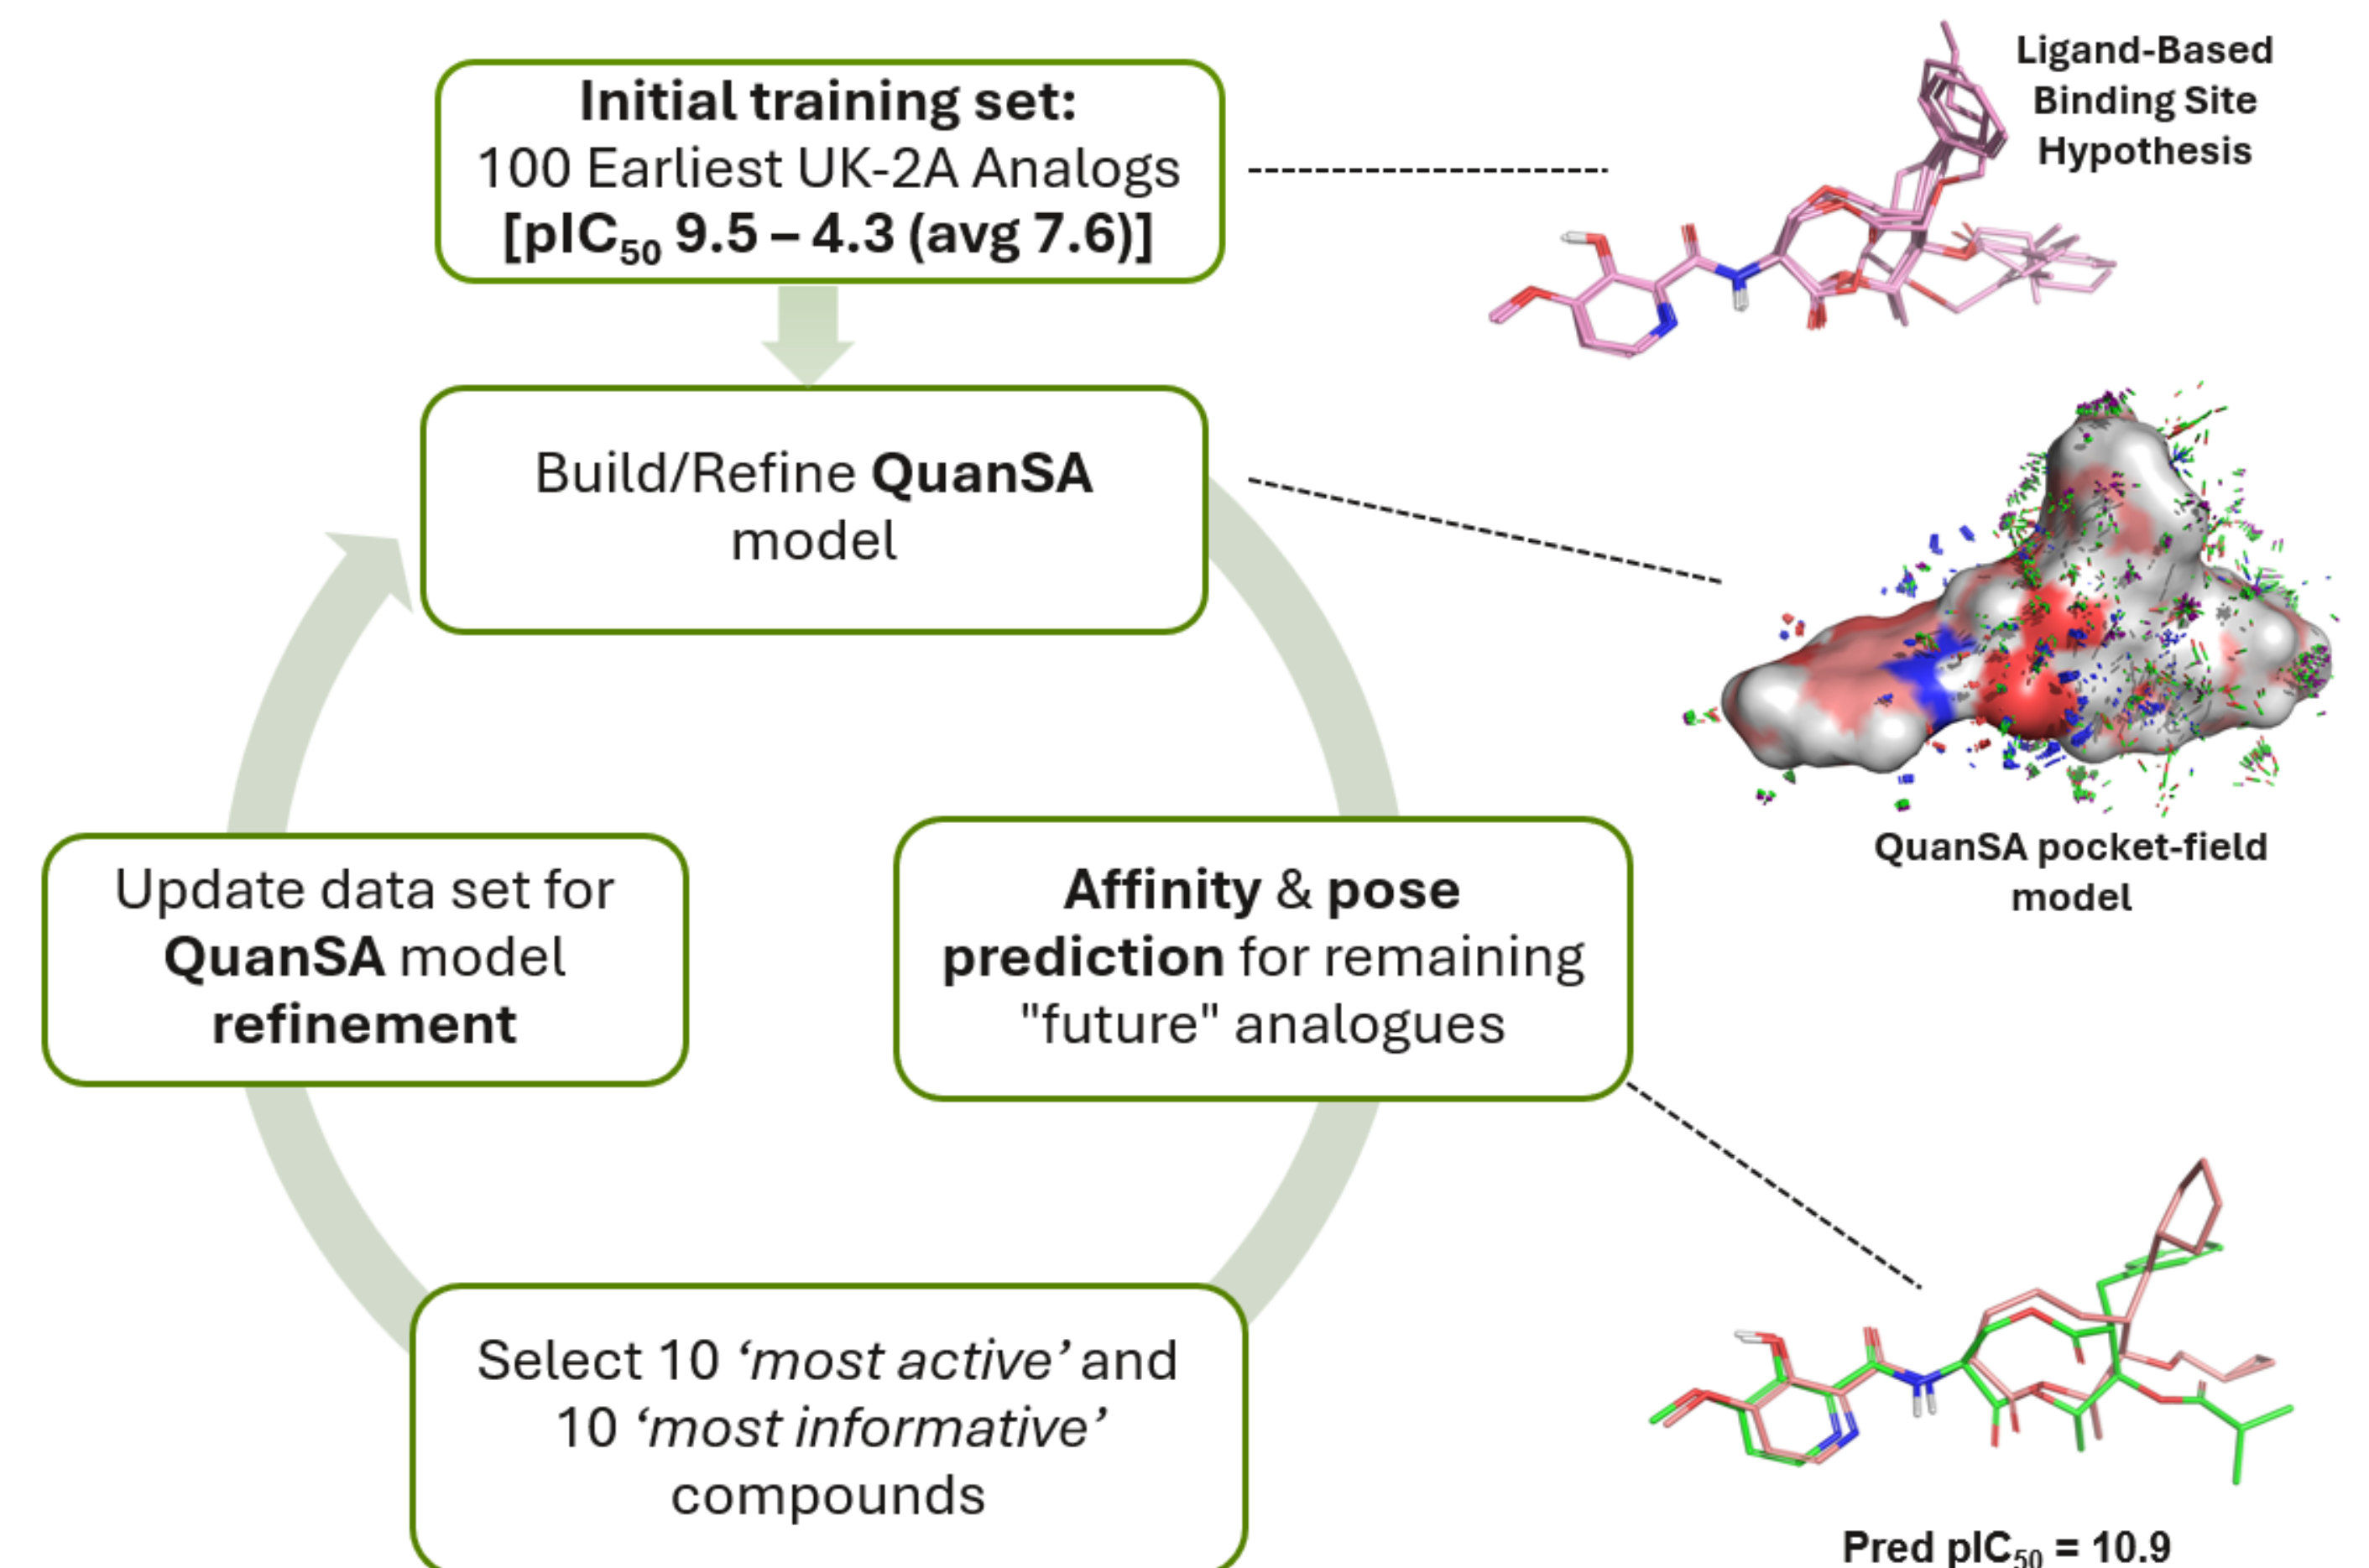 Initial training set:
100 Earliest UK-2A Analogs
[pIC₅₀ 9.5 – 4.3 (avg 7.6)]
Ligand-Based
Binding Site
Hypothesis
Build/Refine QuanSA
model
QuanSA pocket-field
model
Affinity & pose
prediction for remaining
"future" analogues
Pred pIC₅₀ = 10.9
Select 10 ‘most active’ and
10 ‘most informative’
compounds
Update data set for
QuanSA model
refinement